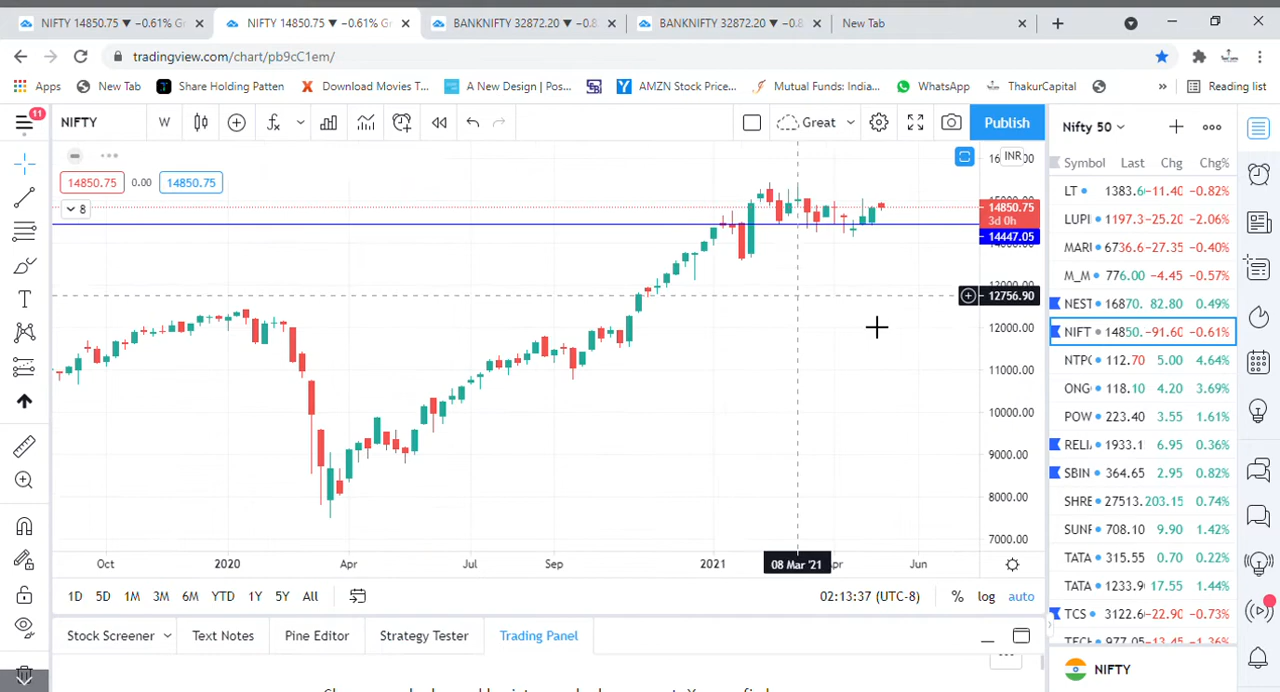 NIFTY 14850.75 ▼ −0.61% Gr
NIFTY 14850.75 ▼ −0.61% Gr
BANKNIFTY 32872.20 ▼ −0.8
BANKNIFTY 32872.20 ▼ −0.8
New Tab
tradingview.com/chart/pb9cC1em/
Apps
New Tab
Share Holding Patten
Download Movies T...
A New Design | Pos...
AMZN Stock Price...
Mutual Funds: India...
WhatsApp
ThakurCapital
»
Reading list
11
NIFTY
W
Great
Publish
Nifty 50
14850.75
0.00
14850.75
8
INR
14850.75
3d 0h
14447.05
12756.90
12000.00
11000.00
10000.00
9000.00
8000.00
7000.00
Oct
2020
Apr
Jul
Sep
2021
08 Mar '21
Jun
1D
5D
1M
3M
6M
YTD
1Y
5Y
All
02:13:37 (UTC-8)
%
log
auto
Stock Screener
Text Notes
Pine Editor
Strategy Tester
Trading Panel
Symbol Last Chg Chg%
LT 1383.6 -11.40 -0.82%
LUPI 1197.3 -25.20 -2.06%
MARI 6736.6 -27.35 -0.40%
M_M 776.00 -4.45 -0.57%
NEST 16870. 82.80 0.49%
NIFT 14850. -91.60 -0.61%
NTPC 112.70 5.00 4.64%
ONG 118.10 4.20 3.69%
POW 223.40 3.55 1.61%
RELI 1933.1 6.95 0.36%
SBIN 364.65 2.95 0.82%
SHRE 27513. 203.15 0.74%
SUNF 708.10 9.90 1.42%
TATA 315.55 0.70 0.22%
TATA 1233.9 17.55 1.44%
TCS 3122.6 -22.90 -0.73%
TECH 977.05 -13.45 -1.36%
NIFTY